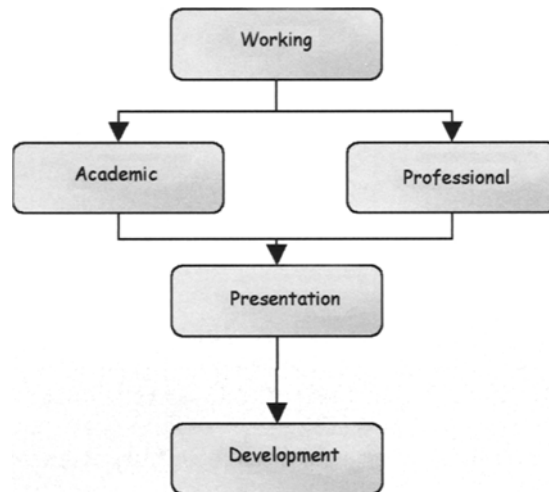 Working
Academic
Professional
Presentation
Development